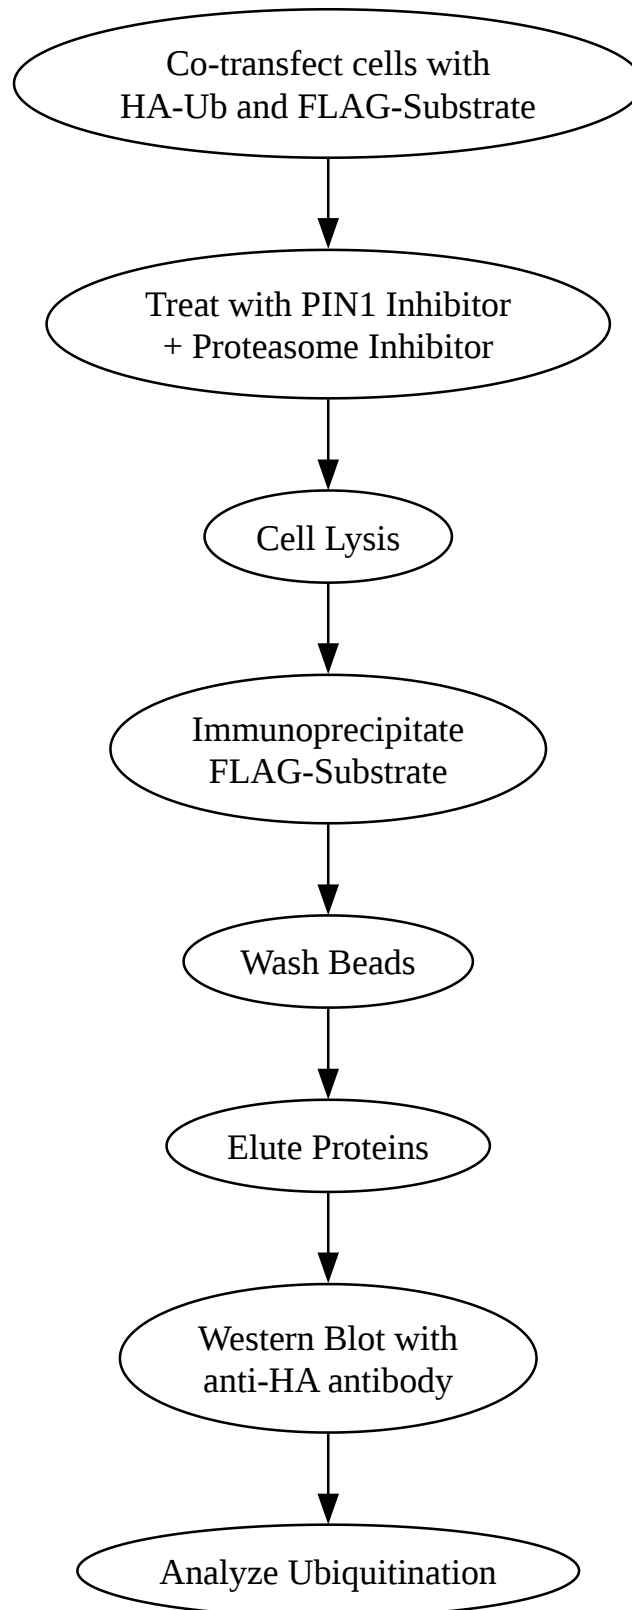 Co-transfect cells with
HA-Ub and FLAG-Substrate
Treat with PIN1 Inhibitor
+ Proteasome Inhibitor
Cell Lysis
Immunoprecipitate
FLAG-Substrate
Wash Beads
Elute Proteins
Western Blot with
anti-HA antibody
Analyze Ubiquitination